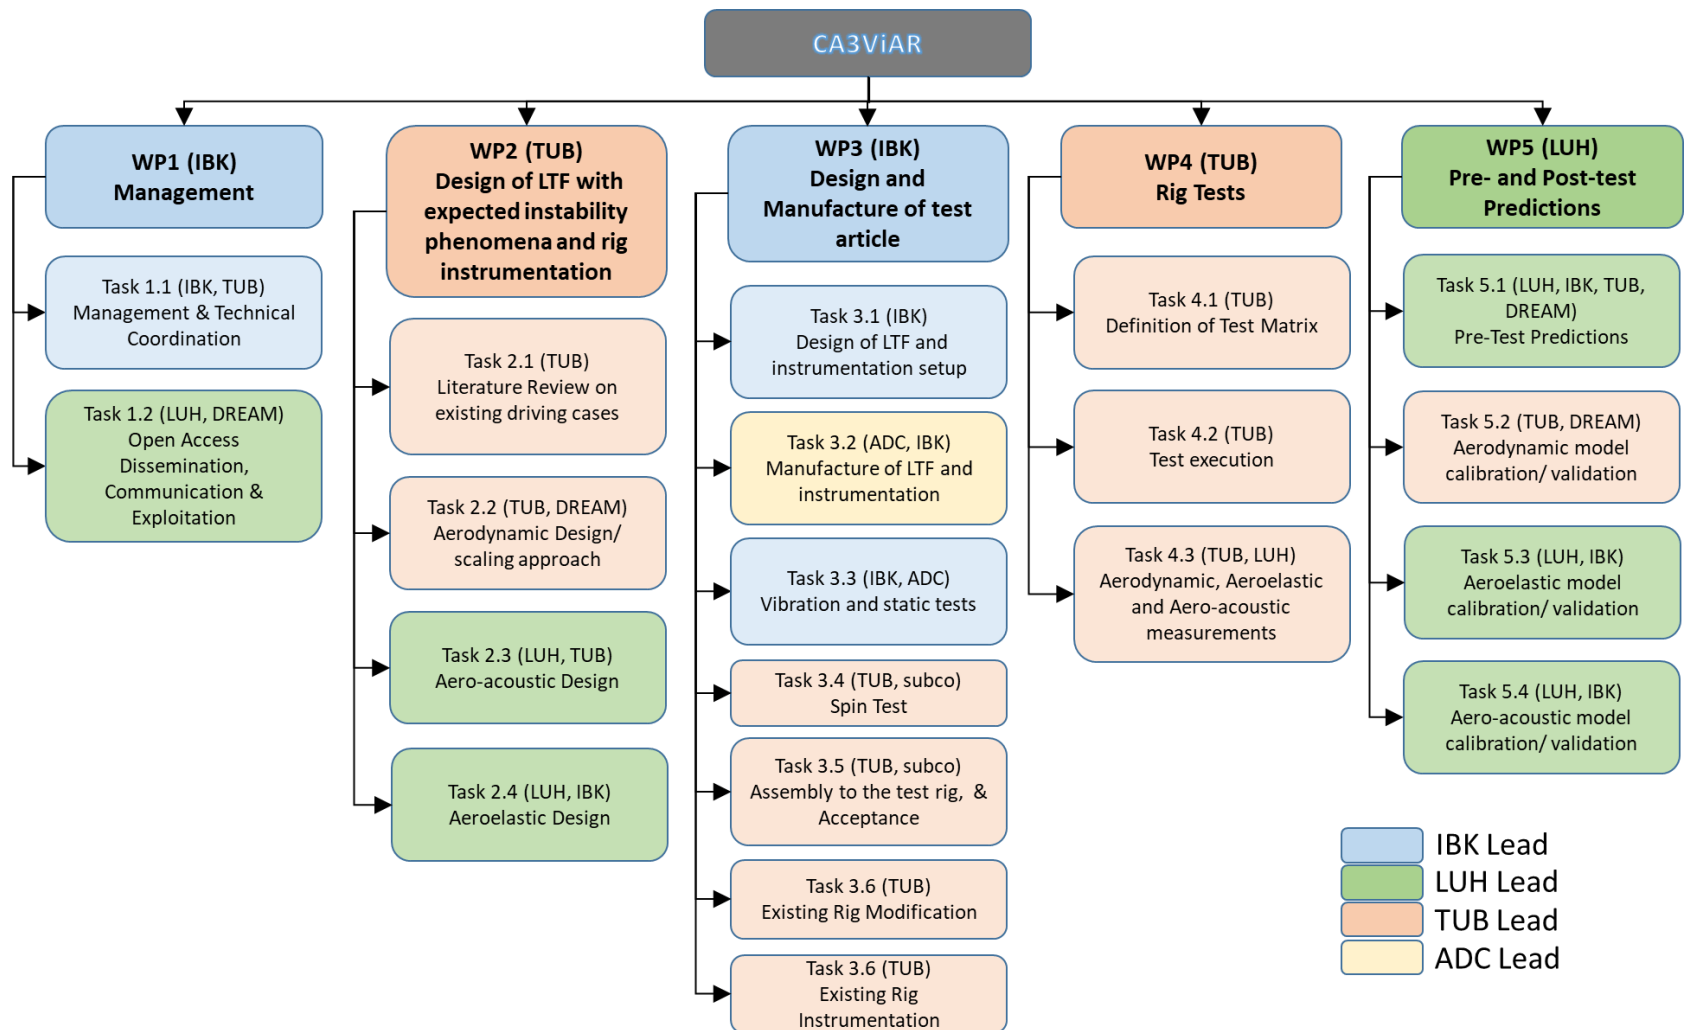 CA3ViAR
WP1 (IBK)
Management
Task 1.1 (IBK, TUB)
Management & Technical
Coordination
Task 1.2 (LUH, DREAM)
Open Access
Dissemination,
Communication &
Exploitation
WP2 (TUB)
Design of LTF with
expected instability
phenomena and rig
instrumentation
Task 2.1 (TUB)
Literature Review on
existing driving cases
Task 2.2 (TUB, DREAM)
Aerodynamic Design/
scaling approach
Task 2.3 (LUH, TUB)
Aero-acoustic Design
Task 2.4 (LUH, IBK)
Aeroelastic Design
WP3 (IBK)
Design and
Manufacture of test
article
Task 3.1 (IBK)
Design of LTF and
instrumentation setup
Task 3.2 (ADC, IBK)
Manufacture of LTF and
instrumentation
Task 3.3 (IBK, ADC)
Vibration and static tests
Task 3.4 (TUB, subco)
Spin Test
Task 3.5 (TUB, subco)
Assembly to the test rig, &
Acceptance
Task 3.6 (TUB)
Existing Rig Modification
Task 3.6 (TUB)
Existing Rig
Instrumentation
WP4 (TUB)
Rig Tests
Task 4.1 (TUB)
Definition of Test Matrix
Task 4.2 (TUB)
Test execution
Task 4.3 (TUB, LUH)
Aerodynamic, Aeroelastic
and Aero-acoustic
measurements
WP5 (LUH)
Pre- and Post-test
Predictions
Task 5.1 (LUH, IBK, TUB,
DREAM)
Pre-Test Predictions
Task 5.2 (TUB, DREAM)
Aerodynamic model
calibration/ validation
Task 5.3 (LUH, IBK)
Aeroelastic model
calibration/ validation
Task 5.4 (LUH, IBK)
Aero-acoustic model
calibration/ validation
IBK Lead
LUH Lead
TUB Lead
ADC Lead